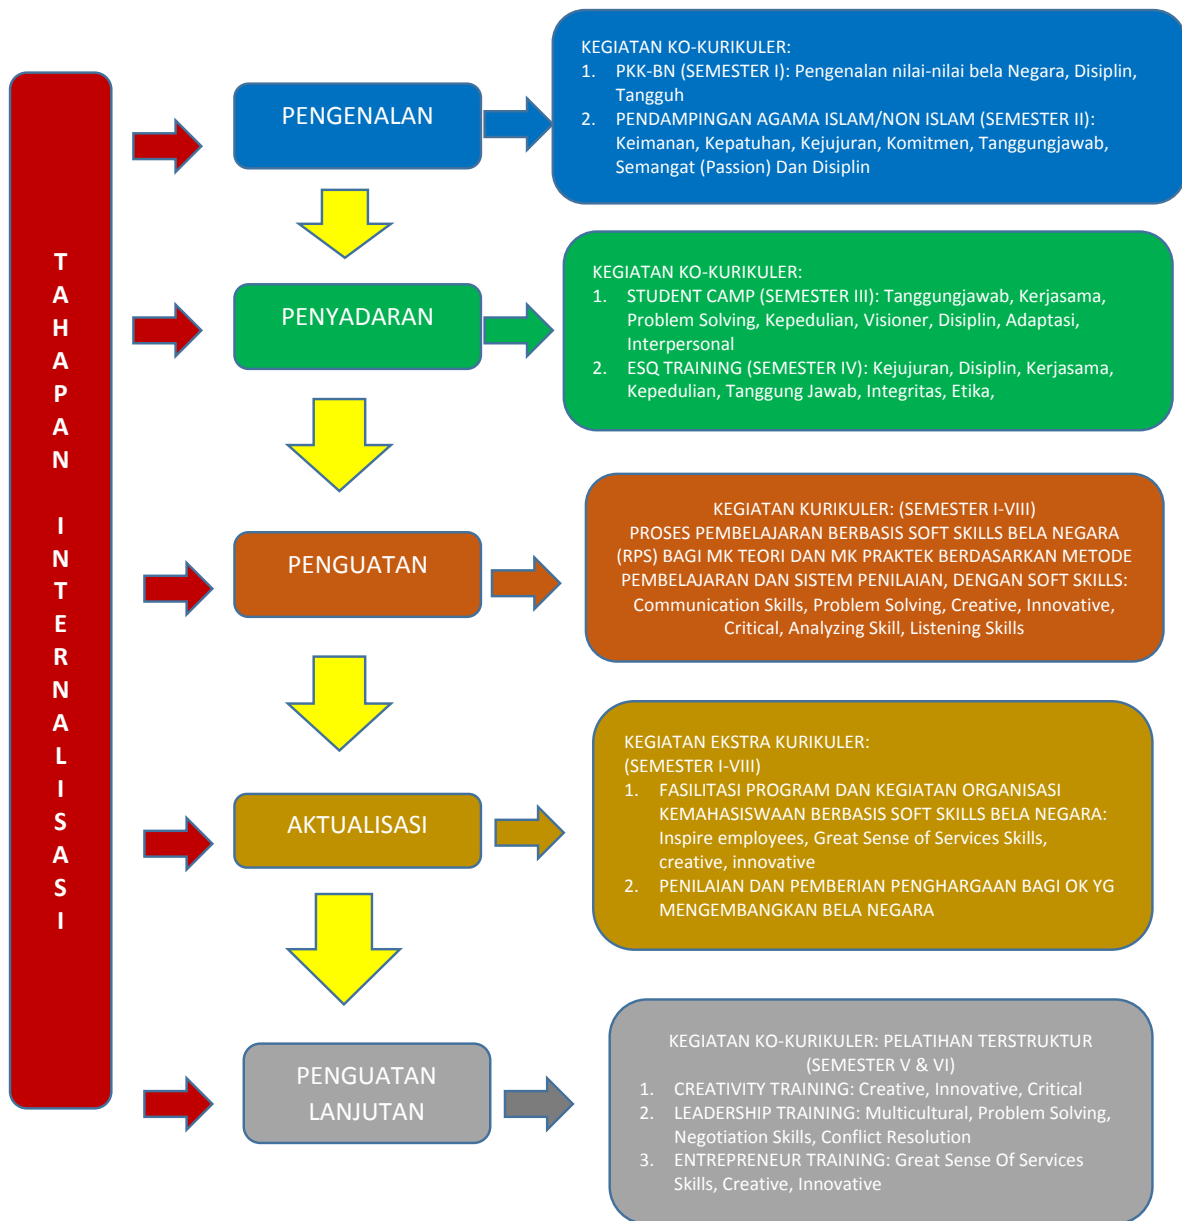 TAHAPAN INTERNALISASI
PENGENALAN
KEGIATAN KO-KURIKULER:
1. PKK-BN (SEMESTER I): Pengenalan nilai-nilai bela Negara, Disiplin,
Tangguh
2. PENDAMPINGAN AGAMA ISLAM/NON ISLAM (SEMESTER II):
Keimanan, Kepatuhan, Kejujuran, Komitmen, Tanggungjawab,
Semangat (Passion) Dan Disiplin
PENYADARAN
KEGIATAN KO-KURIKULER:
1. STUDENT CAMP (SEMESTER III): Tanggungjawab, Kerjasama,
Problem Solving, Kepedulian, Visioner, Disiplin, Adaptasi,
Interpersonal
2. ESQ TRAINING (SEMESTER IV): Kejujuran, Disiplin, Kerjasama,
Kepedulian, Tanggung Jawab, Integritas, Etika,
PENGUATAN
KEGIATAN KURIKULER: (SEMESTER I-VIII)
PROSES PEMBELAJARAN BERBASIS SOFT SKILLS BELA NEGARA
(RPS) BAGI MK TEORI DAN MK PRAKTEK BERDASARKAN METODE
PEMBELAJARAN DAN SISTEM PENILAIAN, DENGAN SOFT SKILLS:
Communication Skills, Problem Solving, Creative, Innovative,
Critical, Analyzing Skill, Listening Skills
AKTUALISASI
KEGIATAN EKSTRA KURIKULER:
(SEMESTER I-VIII)
1. FASILITASI PROGRAM DAN KEGIATAN ORGANISASI
KEMAHASISWAAN BERBASIS SOFT SKILLS BELA NEGARA:
Inspire employees, Great Sense of Services Skills,
creative, innovative
2. PENILAIAN DAN PEMBERIAN PENGHARGAAN BAGI OK YG
MENGEMBANGKAN BELA NEGARA
PENGUATAN
LANJUTAN
KEGIATAN KO-KURIKULER: PELATIHAN TERSTRUKTUR
(SEMESTER V & VI)
1. CREATIVITY TRAINING: Creative, Innovative, Critical
2. LEADERSHIP TRAINING: Multicultural, Problem Solving,
Negotiation Skills, Conflict Resolution
3. ENTREPRENEUR TRAINING: Great Sense Of Services
Skills, Creative, Innovative